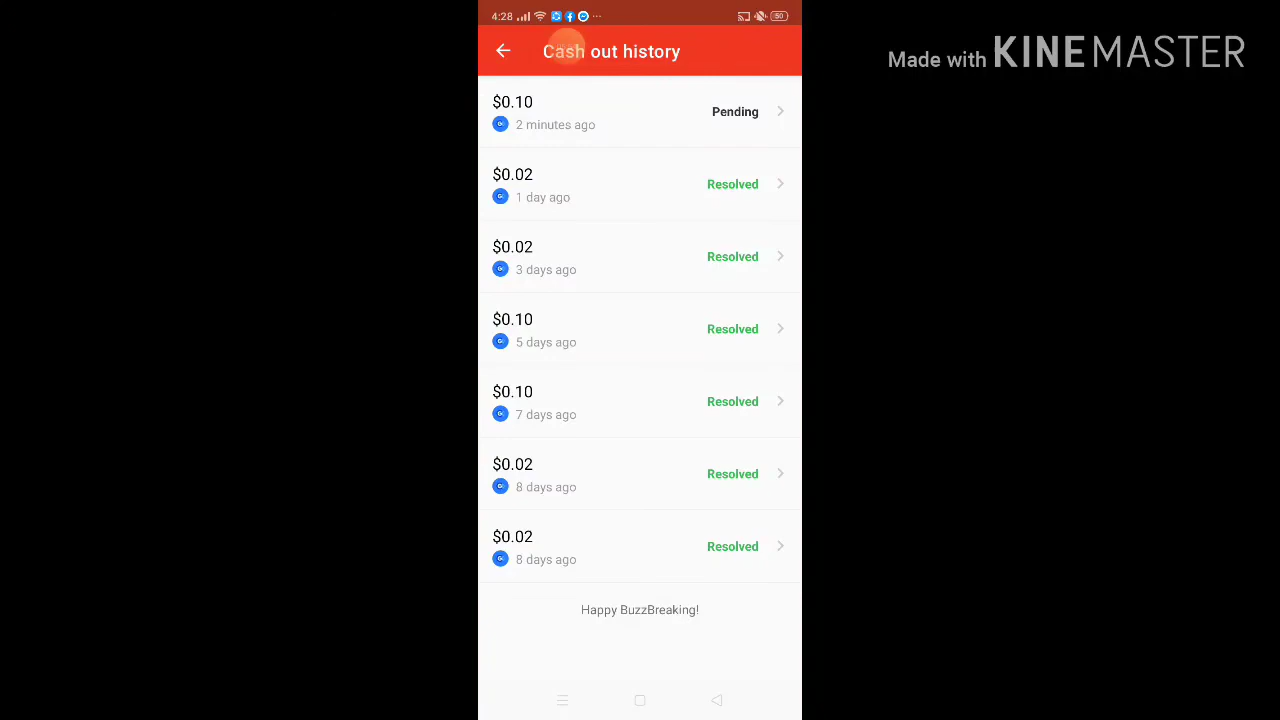 4:28
50
Made with KINEMASTER
Cash out history
$0.10
2 minutes ago
Pending
$0.02
1 day ago
Resolved
$0.02
3 days ago
Resolved
$0.10
5 days ago
Resolved
$0.10
7 days ago
Resolved
$0.02
8 days ago
Resolved
$0.02
8 days ago
Resolved
Happy BuzzBreaking!